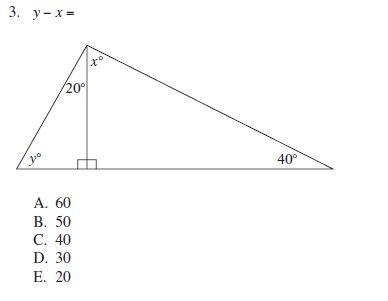 3. y – x =
x°
20°
y°
40°
A. 60
B. 50
C. 40
D. 30
E. 20